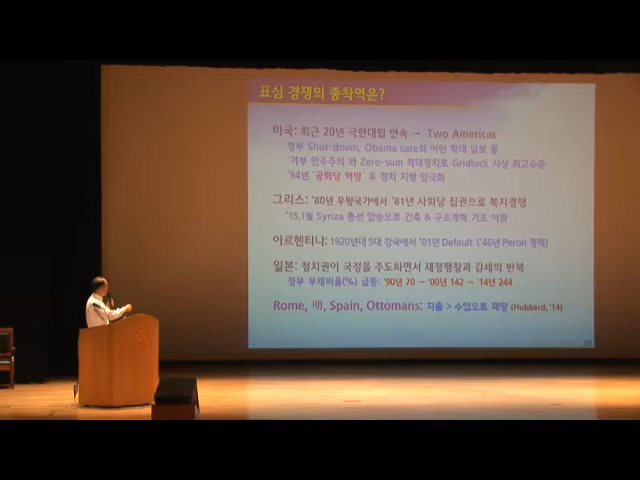 표심 경쟁의 종착역은?
미국: 최근 20년 극한대립 연속 → Two Americas
정부 Shut-down, Obama care와 이민 확대 답보 등
'거부 민주주의'와 Zero-sum 적대정치로 Gridlock 사상 최고수준
'94년 '공화당 혁명' 후 정치 지형 양극화
그리스: '80년 우량국가에서 '81년 사회당 집권으로 복지경쟁
'15.1월 Syriza 총선 압승으로 긴축 & 구조개혁 기조 이완
아르헨티나: 1920년대 5대 강국에서 '01년 Default ('46년 Peron 정책)
일본: 정치권이 국정을 주도하면서 재정팽창과 감세의 반복
정부 부채비율(%) 급등: '90년 70 → '00년 142 → '14년 244
Rome, 明, Spain, Ottomans: 지출 > 수입으로 패망 (Hubbard, '14)